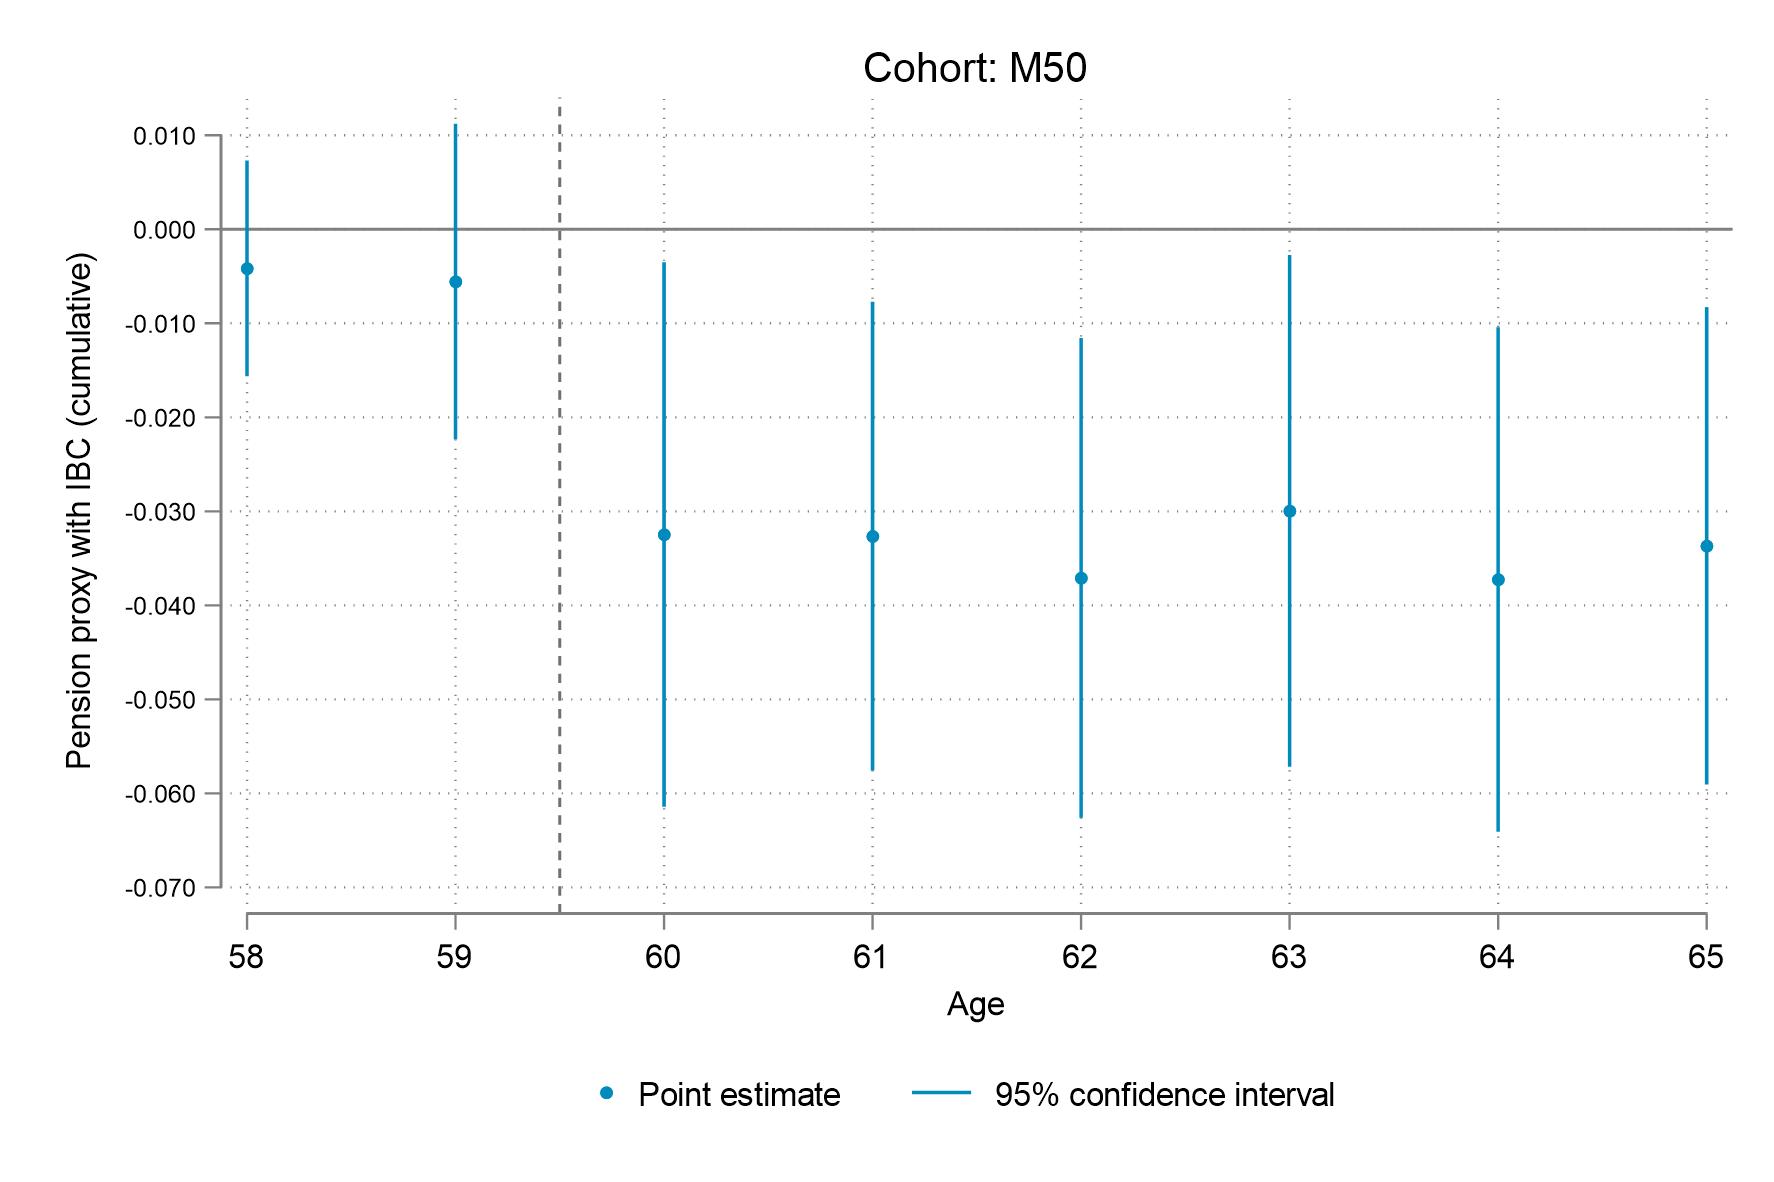 Cohort: M50
Pension proxy with IBC (cumulative)
0.010
0.000
-0.010
-0.020
-0.030
-0.040
-0.050
-0.060
-0.070
58 59 60 61 62 63 64 65
Age
Point estimate 95% confidence interval